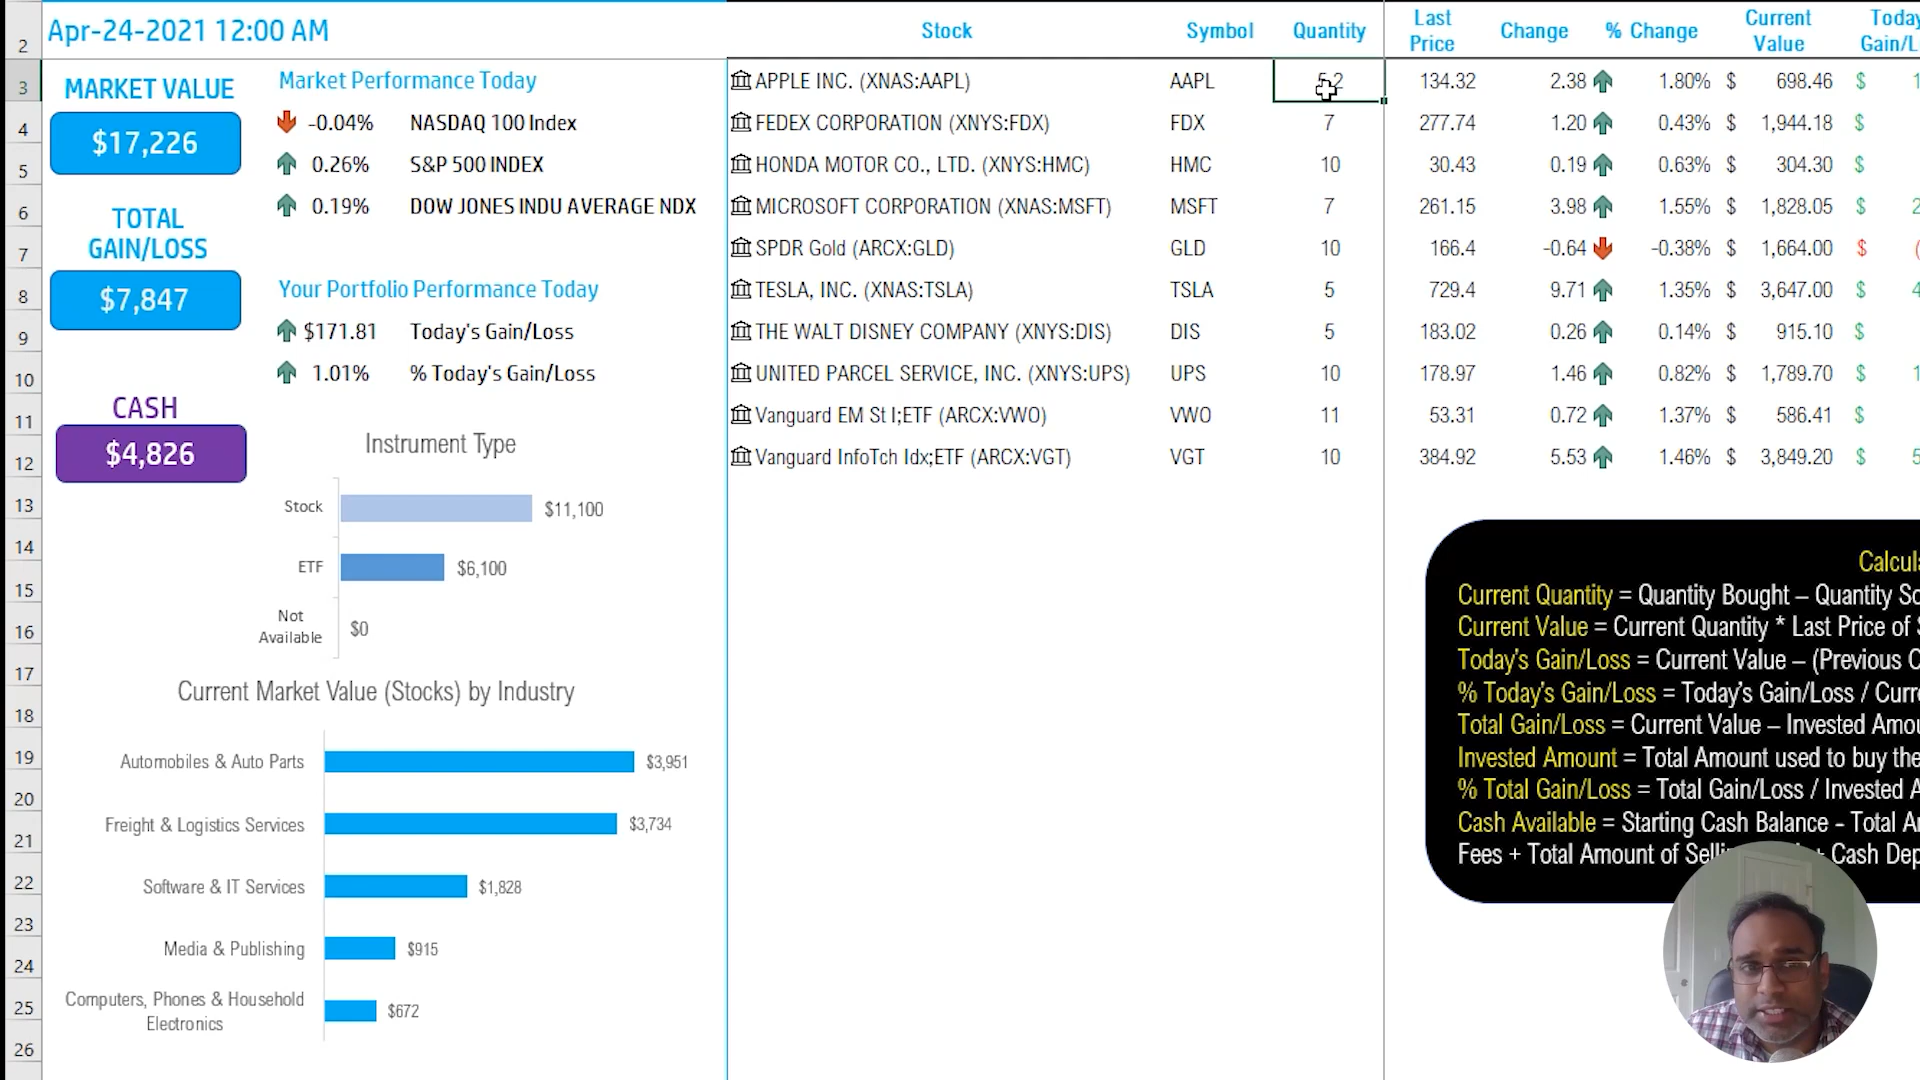 2
Apr-24-2021 12:00 AM
Stock
Symbol
Quantity
Last Price
Change
% Change
Current Value
3
MARKET VALUE
$17,226
TOTAL GAIN/LOSS
$7,847
CASH
$4,826
Market Performance Today
-0.04% NASDAQ 100 Index
0.26% S&P 500 INDEX
0.19% DOW JONES INDU AVERAGE NDX
Your Portfolio Performance Today
$171.81 Today's Gain/Loss
1.01% % Today's Gain/Loss
APPLE INC. (XNAS:AAPL) AAPL 134.32 2.38 1.80% $ 698.46 $
4 FEDEX CORPORATION (XNYS:FDX) FDX 7 277.74 1.20 0.43% $ 1,944.18 $
5 HONDA MOTOR CO., LTD. (XNYS:HMC) HMC 10 30.43 0.19 0.63% $ 304.30 $
6 MICROSOFT CORPORATION (XNAS:MSFT) MSFT 7 261.15 3.98 1.55% $ 1,828.05 $
7 SPDR Gold (ARCX:GLD) GLD 10 166.4 -0.64 -0.38% $ 1,664.00 $
8 TESLA, INC. (XNAS:TSLA) TSLA 5 729.4 9.71 1.35% $ 3,647.00 $
9 THE WALT DISNEY COMPANY (XNYS:DIS) DIS 5 183.02 0.26 0.14% $ 915.10 $
10 UNITED PARCEL SERVICE, INC. (XNYS:UPS) UPS 10 178.97 1.46 0.82% $ 1,789.70 $
11 Vanguard EM St I;ETF (ARCX:VWO) VWO 11 53.31 0.72 1.37% $ 586.41 $
12 Vanguard InfoTch Idx;ETF (ARCX:VGT) VGT 10 384.92 5.53 1.46% $ 3,849.20 $
13
14
15
16
17
18
19
20
21
22
23
24
25
26
Instrument Type
Stock $11,100
ETF $6,100
Not Available $0
Current Market Value (Stocks) by Industry
Automobiles & Auto Parts $3,951
Freight & Logistics Services $3,734
Software & IT Services $1,828
Media & Publishing $915
Computers, Phones & Household Electronics $672
Current Quantity = Quantity Bought – Quantity
Current Value = Current Quantity * Last Price of
Today's Gain/Loss = Current Value – (Previous
% Today's Gain/Loss = Today's Gain/Loss /
Total Gain/Loss = Current Value – Invested
Invested Amount = Total Amount used to buy
% Total Gain/Loss = Total Gain/Loss / Invested
Cash Available = Starting Cash Balance - Total
Fees + Total Amount of + Cash